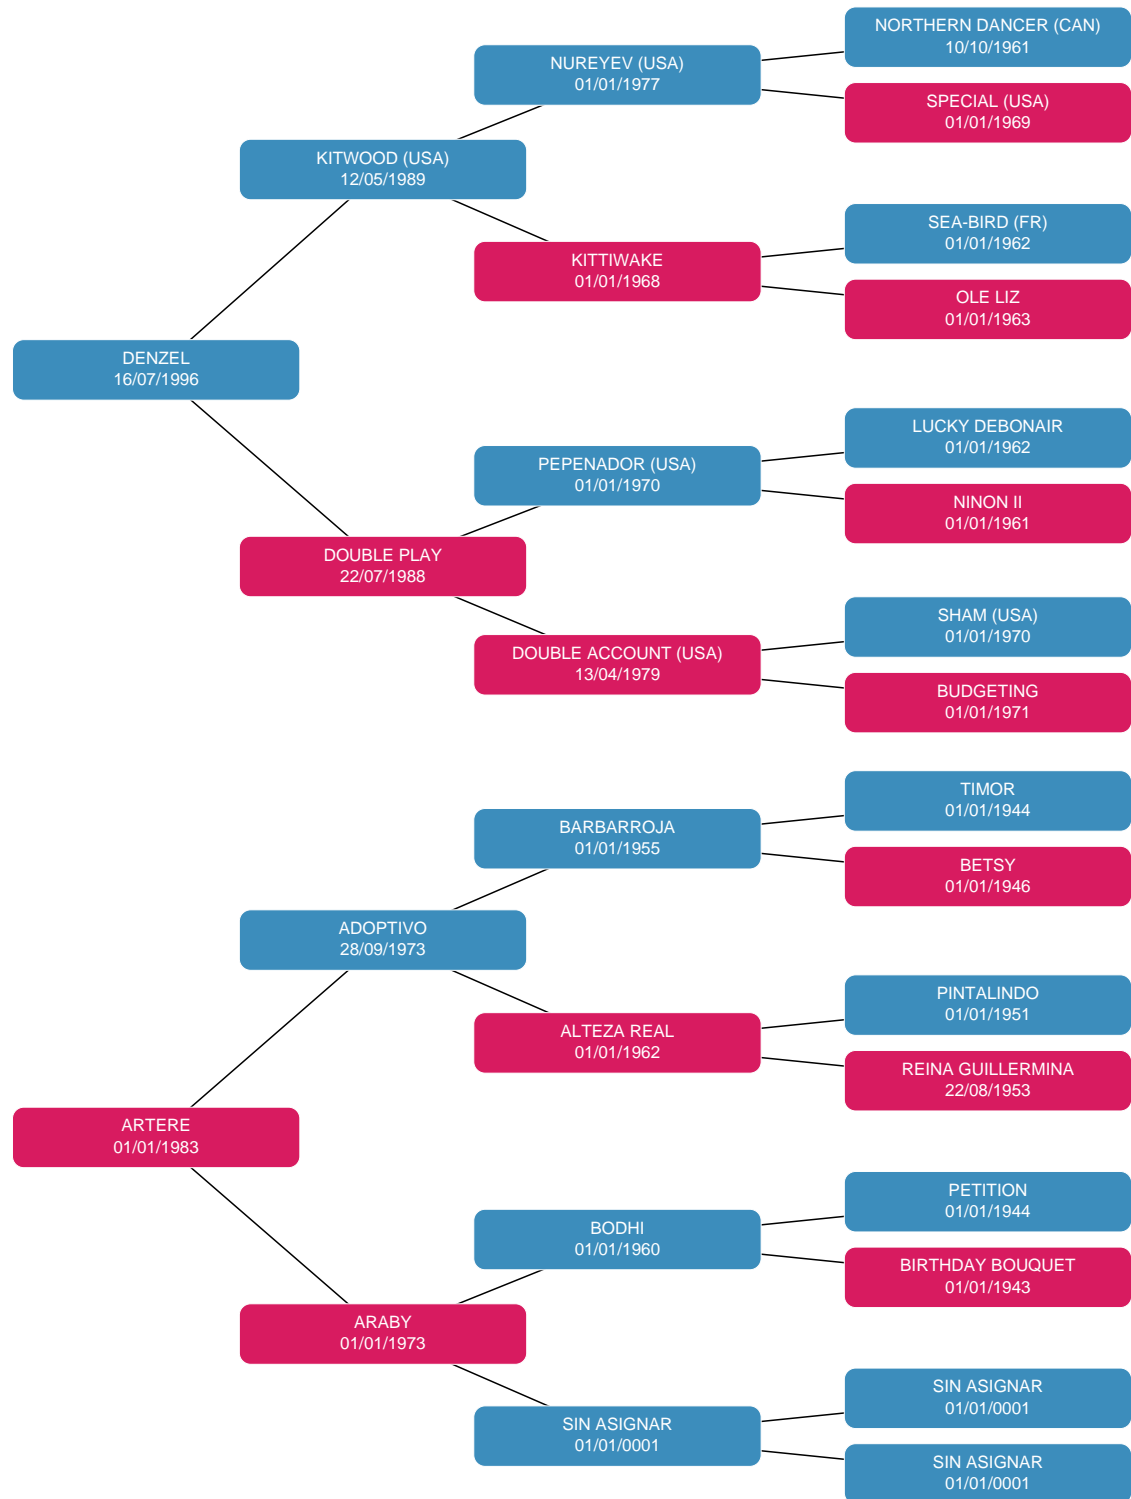 NORTHERN DANCER (CAN)
10/10/1961
NUREYEV (USA)
01/01/1977
SPECIAL (USA)
01/01/1969
KITWOOD (USA)
12/05/1989
SEA-BIRD (FR)
01/01/1962
KITTIWAKE
01/01/1968
OLE LIZ
01/01/1963
DENZEL
16/07/1996
LUCKY DEBONAIR
01/01/1962
PEPENADOR (USA)
01/01/1970
NINON II
01/01/1961
DOUBLE PLAY
22/07/1988
SHAM (USA)
01/01/1970
DOUBLE ACCOUNT (USA)
13/04/1979
BUDGETING
01/01/1971
TIMOR
01/01/1944
BARBARROJA
01/01/1955
BETSY
01/01/1946
ADOPTIVO
28/09/1973
PINTALINDO
01/01/1951
ALTEZA REAL
01/01/1962
REINA GUILLERMINA
22/08/1953
ARTERE
01/01/1983
PETITION
01/01/1944
BODHI
01/01/1960
BIRTHDAY BOUQUET
01/01/1943
ARABY
01/01/1973
SIN ASIGNAR
01/01/0001
SIN ASIGNAR
01/01/0001
SIN ASIGNAR
01/01/0001